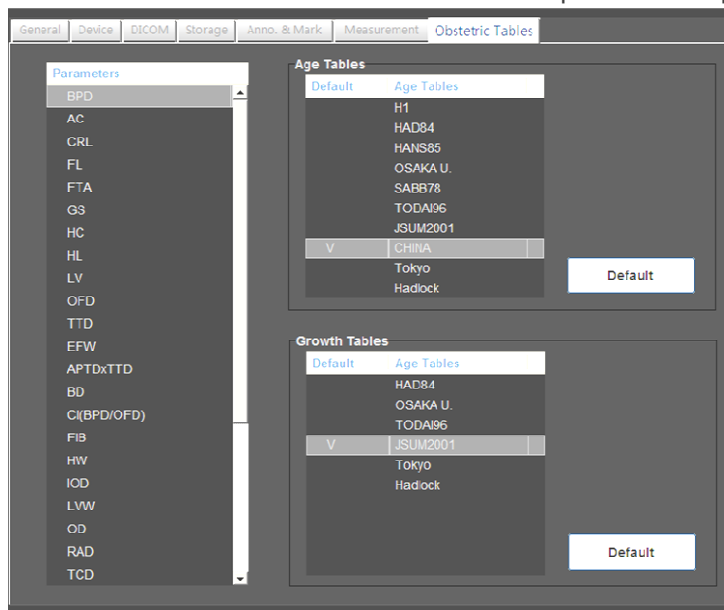 General Device DICOM Storage Anno. & Mark Measurement Obstetric Tables
Parameters
BPD
AC
CRL
FL
FTA
GS
HC
HL
LV
OFD
TTD
EFW
APTDxTTD
BD
CI(BPD/OFD)
FIB
HW
IOD
LVW
OD
RAD
TCD
Age Tables
Default Age Tables
H1
HAD84
HANS85
OSAKA U.
SABB78
TODAI96
JSUM2001
V CHINA
Tokyo
Hadlock
Default
Growth Tables
Default Age Tables
HAD84
OSAKA U.
TODAI96
V JSUM2001
Tokyo
Hadlock
Default